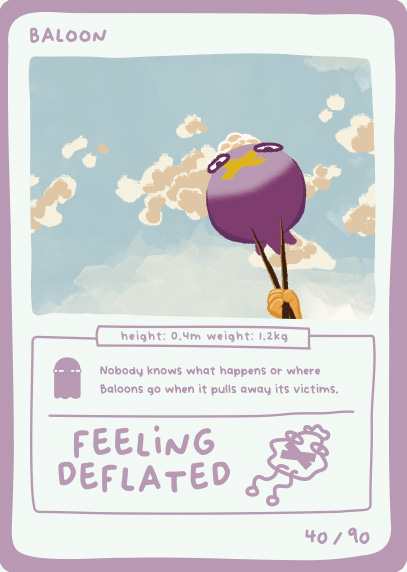 BALOON
height: 0.4m weight: 1.2kg
Nobody knows what happens or where
Baloons go when it pulls away its victims.
FEELiNG
DEFLATED
40/90